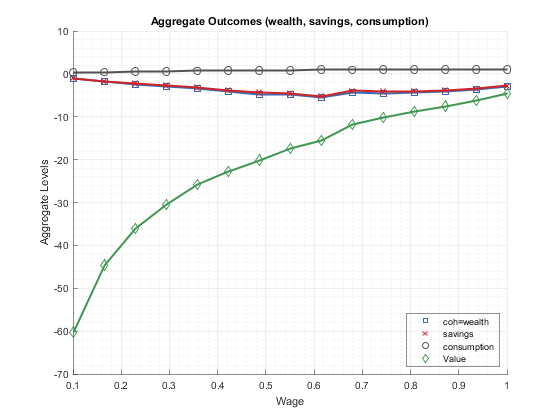 Aggregate Outcomes (wealth, savings, consumption)
10
0
-10
-20
-30
-40
-50
-60
-70
Aggregate Levels
0.1
0.2
0.3
0.4
0.5
0.6
0.7
0.8
0.9
1
Wage
coh=wealth
savings
consumption
Value